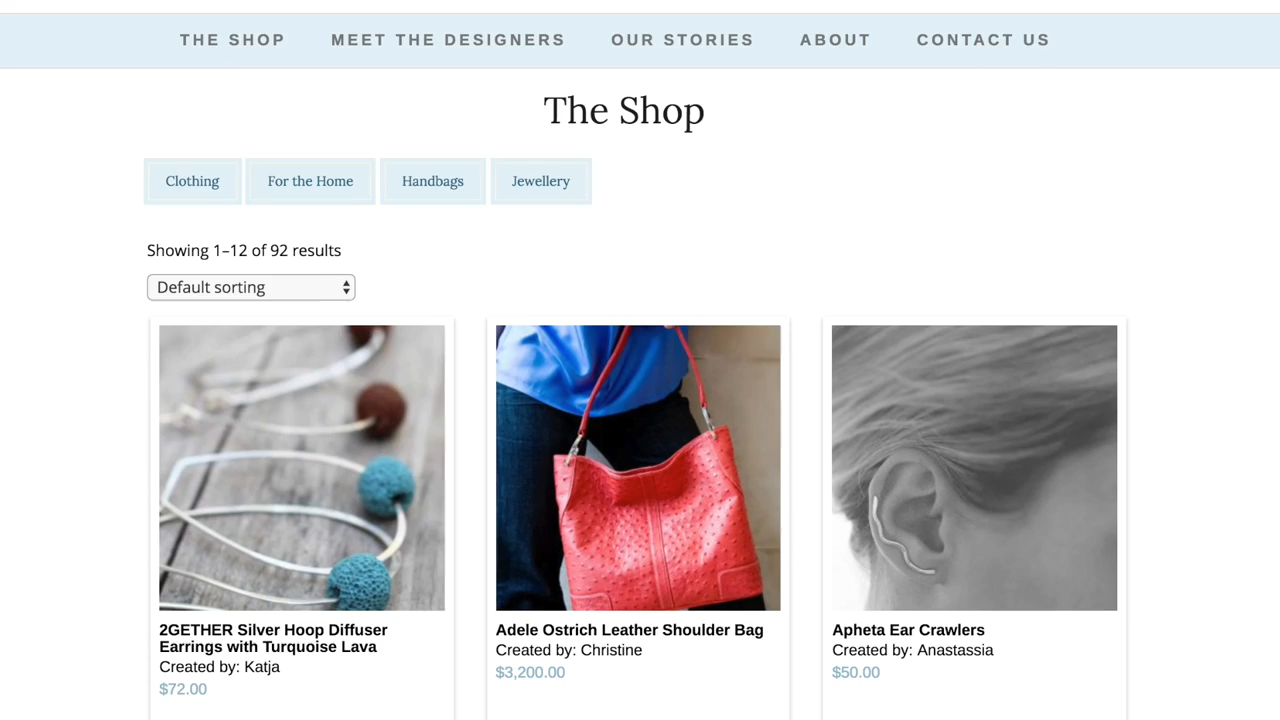 THE SHOP MEET THE DESIGNERS OUR STORIES ABOUT CONTACT US
The Shop
Clothing For the Home Handbags Jewellery
Showing 1–12 of 92 results
Default sorting
2GETHER Silver Hoop Diffuser
Earrings with Turquoise Lava
Created by: Katja
$72.00
Adele Ostrich Leather Shoulder Bag
Created by: Christine
$3,200.00
Apheta Ear Crawlers
Created by: Anastassia
$50.00